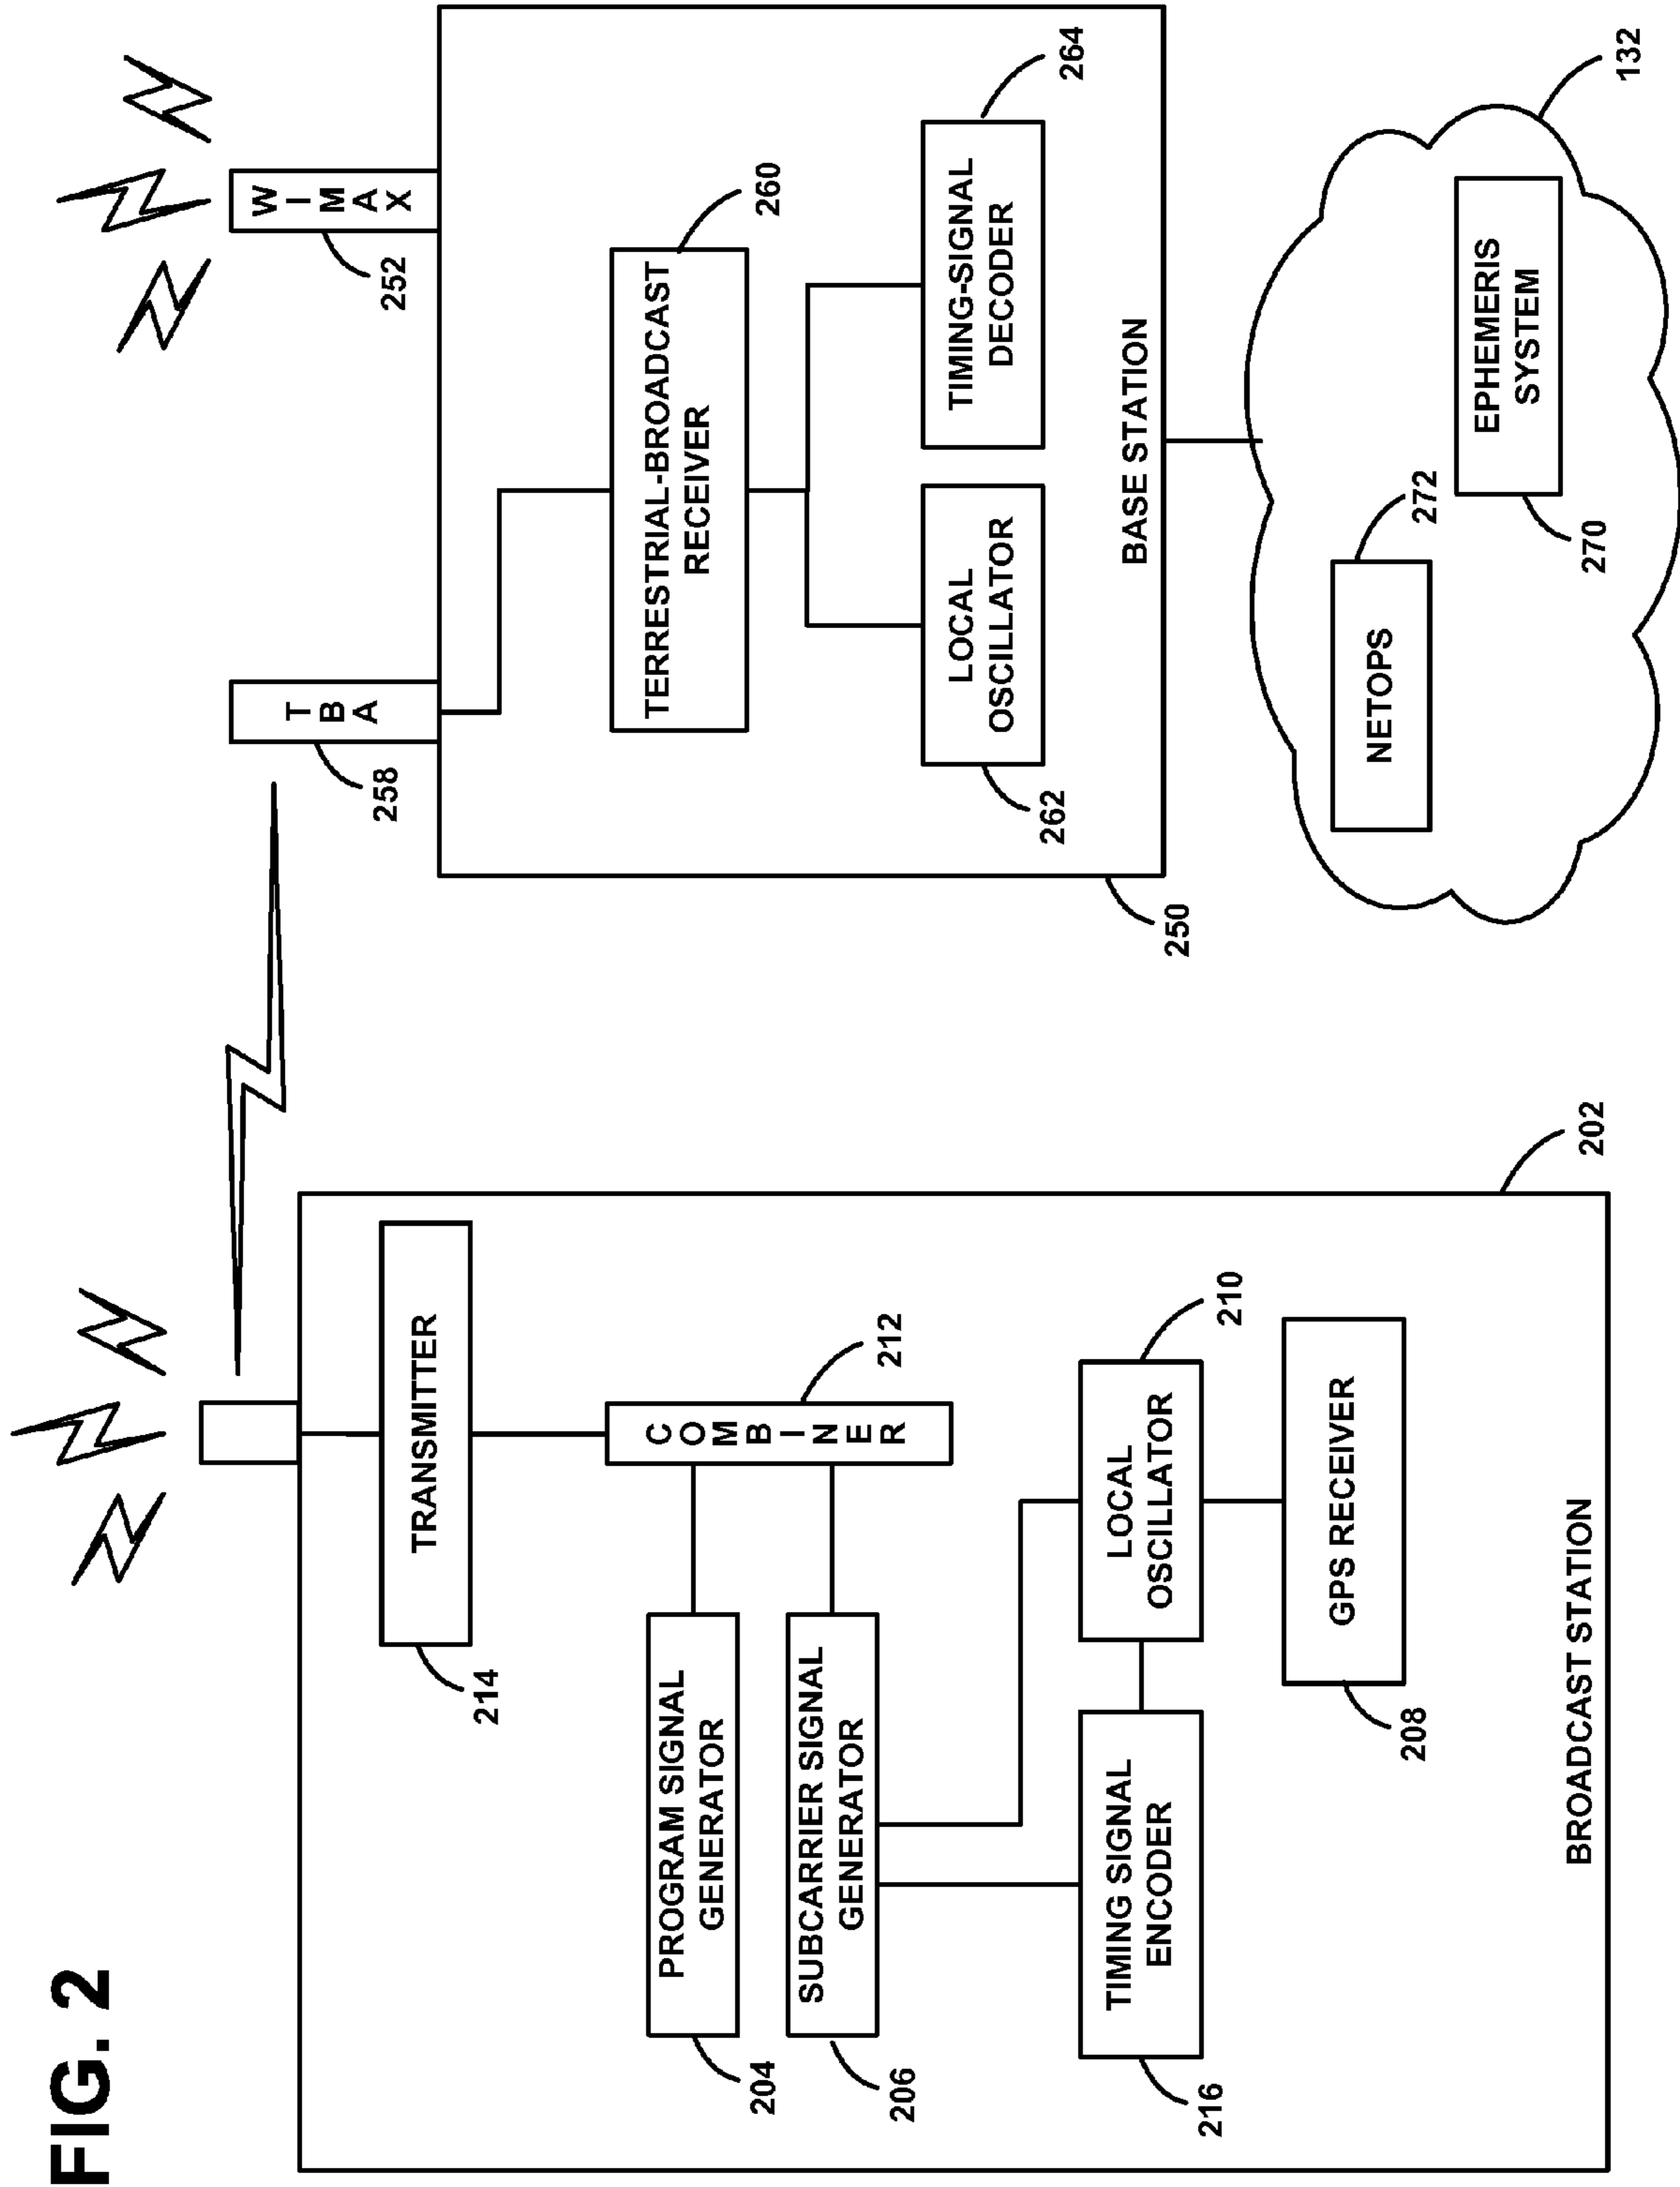 FIG. 2
TRANSMITTER
214
COMBINER
212
PROGRAM SIGNAL
GENERATOR
204
SUBCARRIER SIGNAL
GENERATOR
206
TIMING SIGNAL
ENCODER
216
LOCAL
OSCILLATOR
210
GPS RECEIVER
208
BROADCAST STATION
202
TBA
258
WIMAX
252
TERRESTRIAL-BROADCAST
RECEIVER
260
LOCAL
OSCILLATOR
262
TIMING-SIGNAL
DECODER
264
BASE STATION
250
NETOPS
272
EPHEMERIS
SYSTEM
270
132